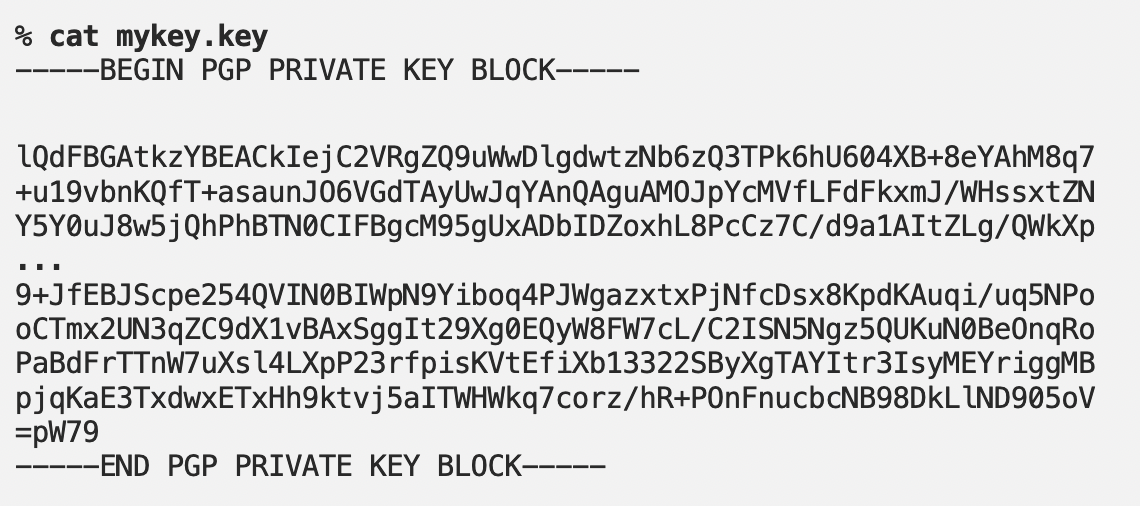 % cat mykey.key
-----BEGIN PGP PRIVATE KEY BLOCK-----
lQdFBGAtkzYBEACkIejC2VRgZQ9uWwDlgdwtzNb6zQ3TPk6hU604XB+8eYAhM8q7
+u19vbnKQfT+asaunJO6VGdTAyUwJqYAnQAguAMOJpYcMVfLFdFkxmJ/WHssxtZN
Y5Y0uJ8w5jQhPhBTN0CIFBgcM95gUxADbIDZoxhL8PcCz7C/d9a1AItZLg/QWkXp
...
9+JfEBJScpe254QVIN0BIWpN9Yiboq4PJWgazxtxPjNfcDsx8KpdKAuqi/uq5NPo
oCTmx2UN3qZC9dX1vBAxSggIt29Xg0EQyW8FW7cL/C2ISN5Ngz5QUKuN0BeOnqRo
PaBdFrTTnW7uXsl4LXpP23rfpisKVtEfiXb13322SByXgTAYItr3IsyMEYriggMB
pjqKaE3TxdwxETxHh9ktvj5aITWHWkq7corz/hR+POnFnucbcNB98DkLlND905oV
=pW79
-----END PGP PRIVATE KEY BLOCK-----